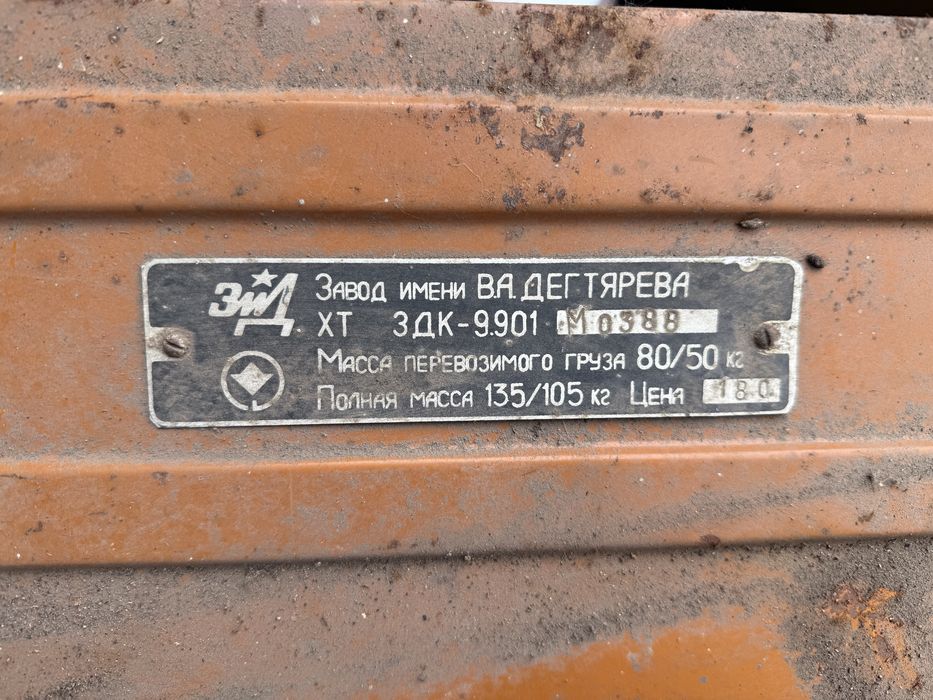 ЗиД Завод имени В.А.Дегтярева
ХТ ЗДК-9.901 М0388
Масса перевозимого груза 80/50 кг
Полная масса 135/105 кг Цена 180